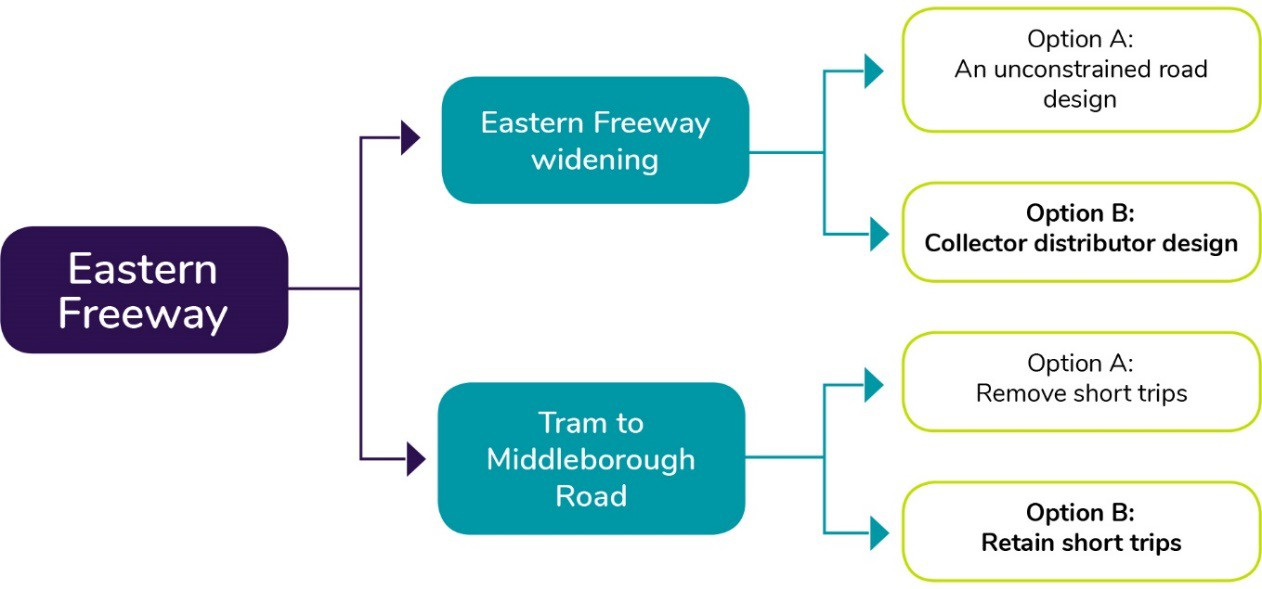 Eastern
Freeway
Eastern Freeway
widening
Option A:
An unconstrained road
design
Option B:
Collector distributor design
Tram to
Middleborough
Road
Option A:
Remove short trips
Option B:
Retain short trips